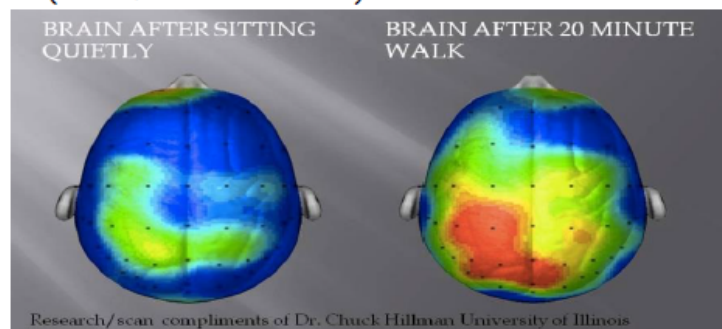 BRAIN AFTER SITTING
QUIETLY
BRAIN AFTER 20 MINUTE
WALK
Research/scan compliments of Dr. Chuck Hillman University of Illinois